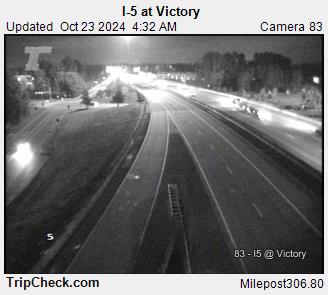 I-5 at Victory
Updated Oct 23 2024 4:32 AM Camera 83
83 - I5 @ Victory
TripCheck.com Milepost306.80